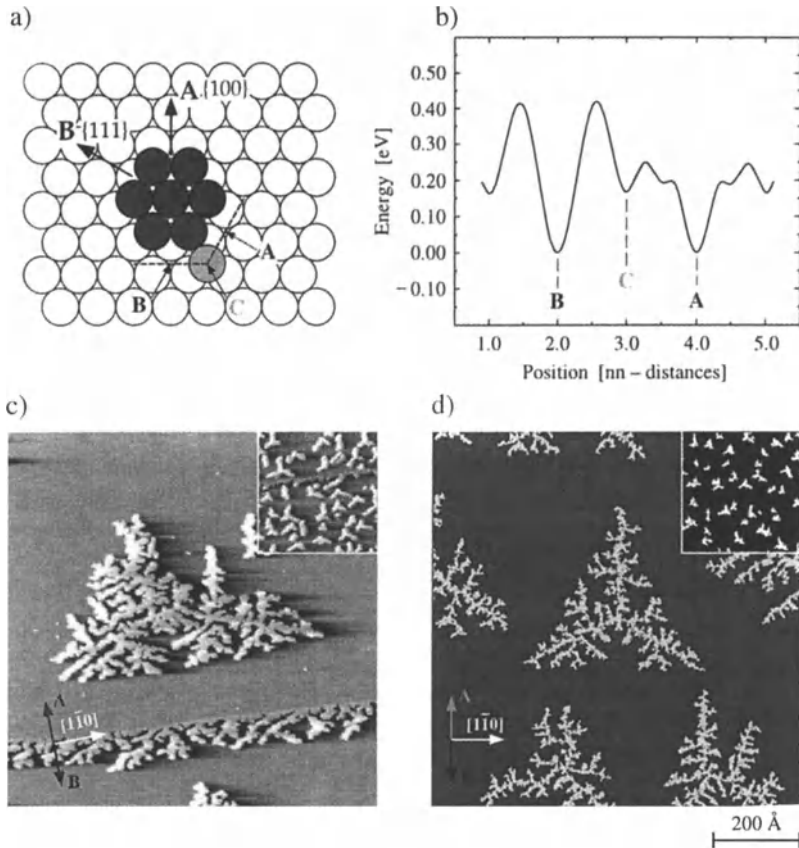 a)
A {100}
B {111}
A
B
C
b)
Energy [eV]
0.50
0.40
0.30
0.20
0.10
0.00
−0.10
B
C
A
1.0 2.0 3.0 4.0 5.0
Position [nn – distances]
c)
A
[11̄0]
B
d)
A
[11̄0]
200 Å